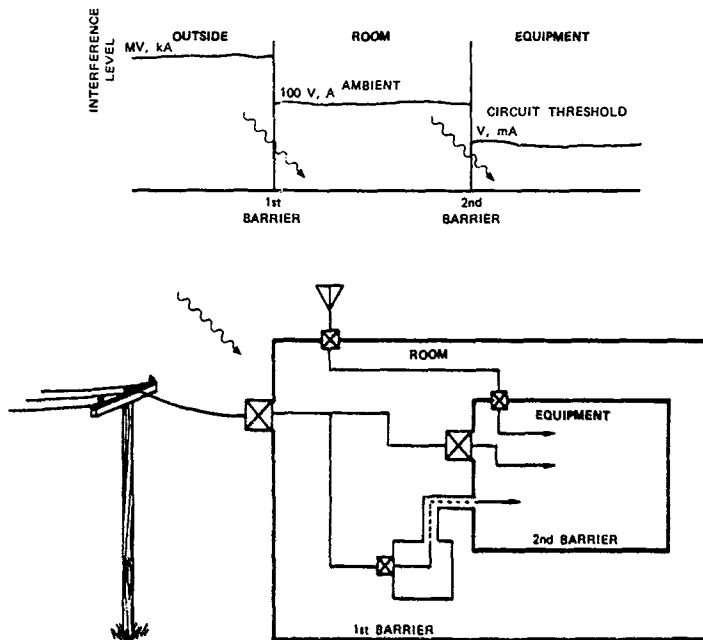 INTERFERENCE
LEVEL
OUTSIDE
ROOM
EQUIPMENT
MV, kA
100 V, A
AMBIENT
CIRCUIT THRESHOLD
V, mA
1st
BARRIER
2nd
BARRIER
ROOM
EQUIPMENT
2nd BARRIER
1st BARRIER